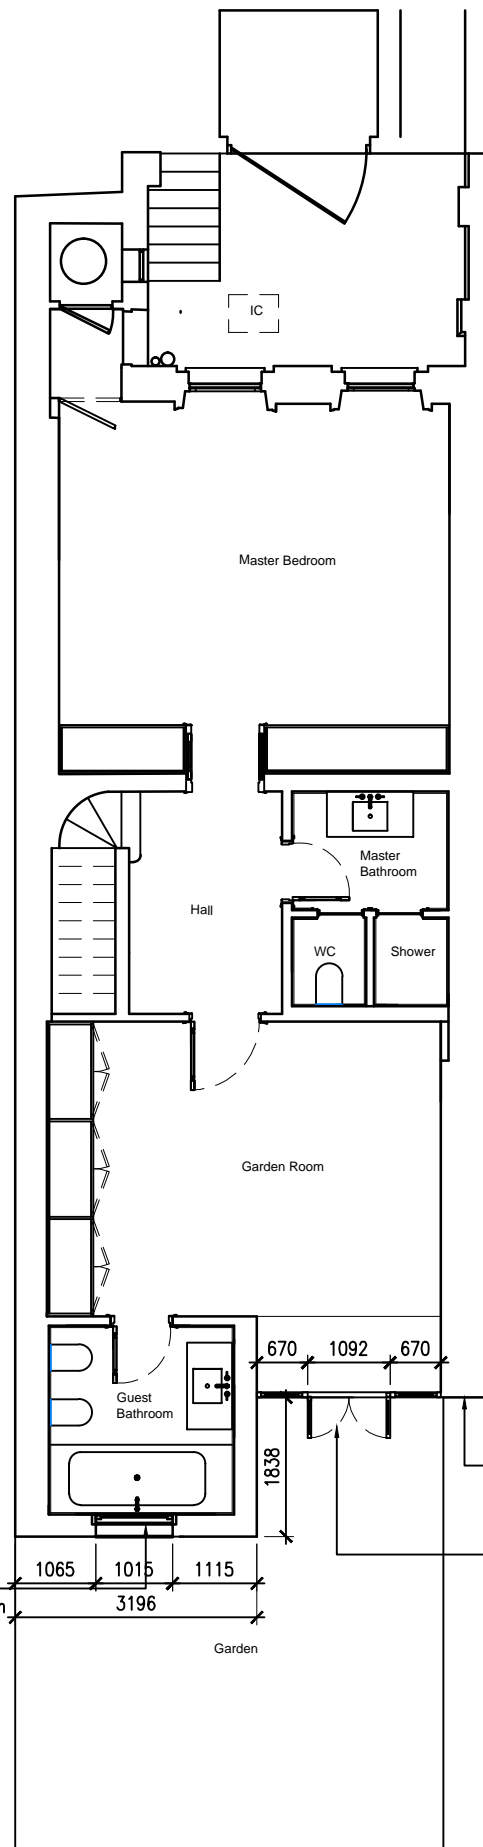 IC
Master Bedroom
Master
Bathroom
Hall
WC
Shower
Garden Room
670
1092
670
Guest
Bathroom
1838
1065
1015
1115
3196
Garden